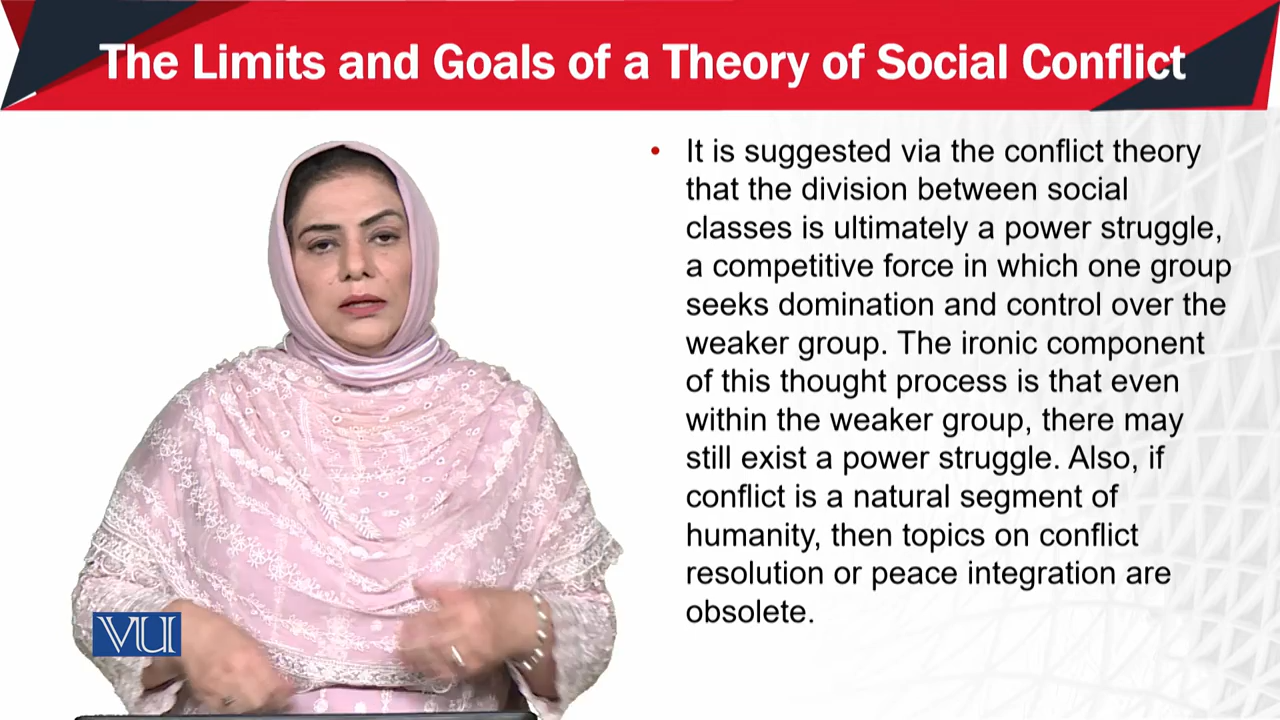 The Limits and Goals of a Theory of Social Conflict
• It is suggested via the conflict theory
that the division between social
classes is ultimately a power struggle,
a competitive force in which one group
seeks domination and control over the
weaker group. The ironic component
of this thought process is that even
within the weaker group, there may
still exist a power struggle. Also, if
conflict is a natural segment of
humanity, then topics on conflict
resolution or peace integration are
obsolete.
VU